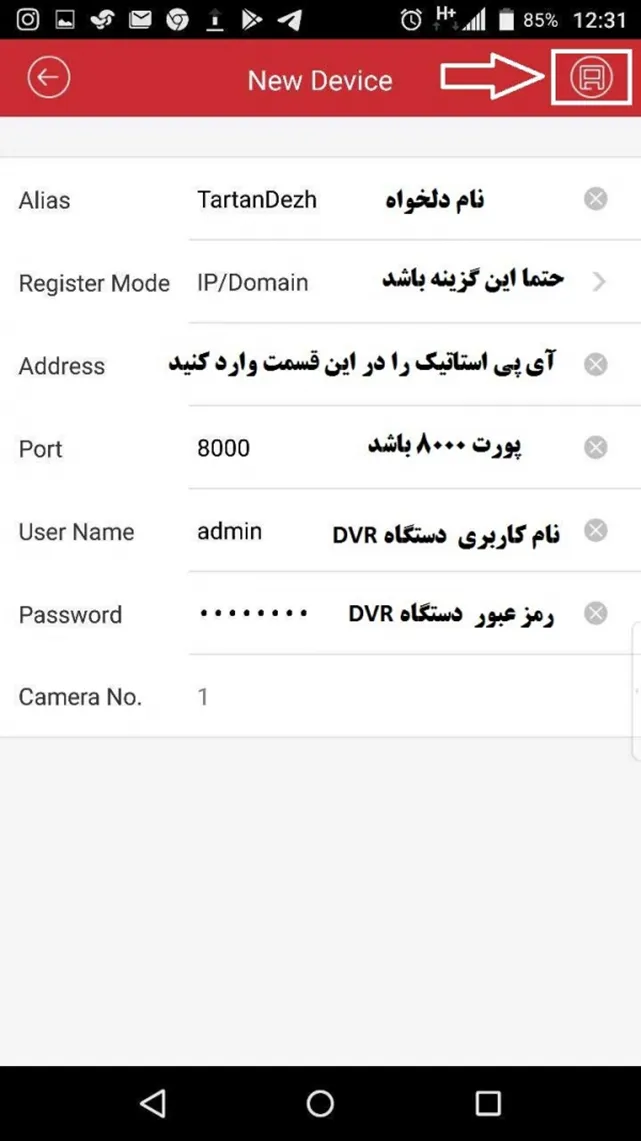 85% 12:31
H+
New Device
Alias TartanDezh نام دلخواه
Register Mode IP/Domain حتما این گزینه باشد
Address آی پی استاتیک را در این قسمت وارد کنید
Port 8000 پورت ۸۰۰۰ باشد
User Name admin نام کاربری دستگاه DVR
Password •••••••• رمز عبور دستگاه DVR
Camera No. 1